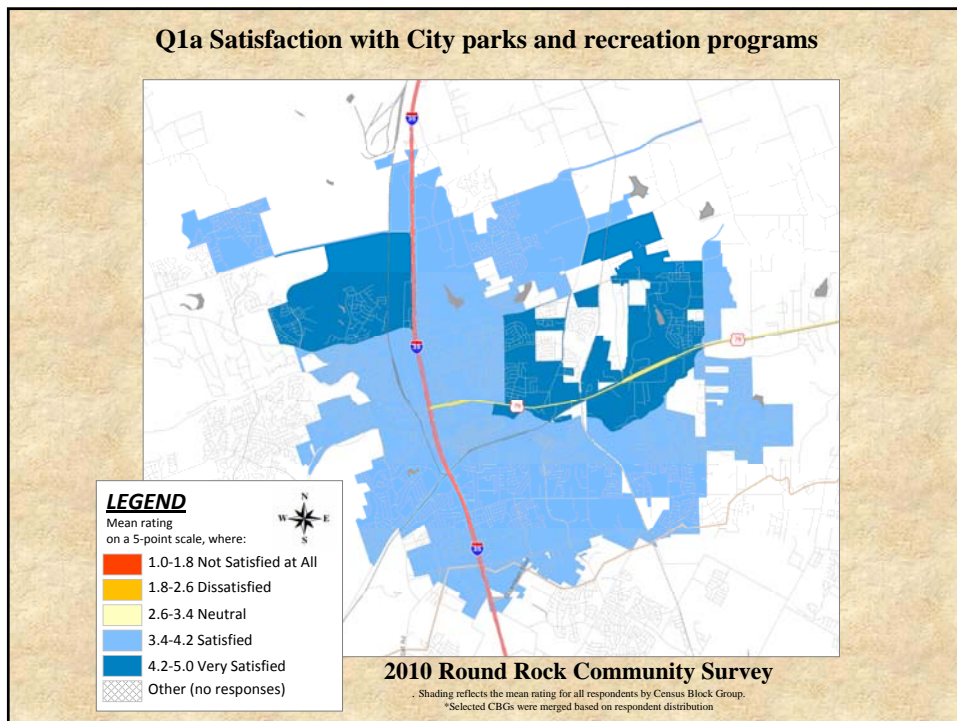 Q1a Satisfaction with City parks and recreation programs
35
35
79
79
35
LEGEND
Mean rating
on a 5-point scale, where:
N
W E
S
1.0-1.8 Not Satisfied at All
1.8-2.6 Dissatisfied
2.6-3.4 Neutral
3.4-4.2 Satisfied
4.2-5.0 Very Satisfied
Other (no responses)
2010 Round Rock Community Survey
. Shading reflects the mean rating for all respondents by Census Block Group.
*Selected CBGs were merged based on respondent distribution